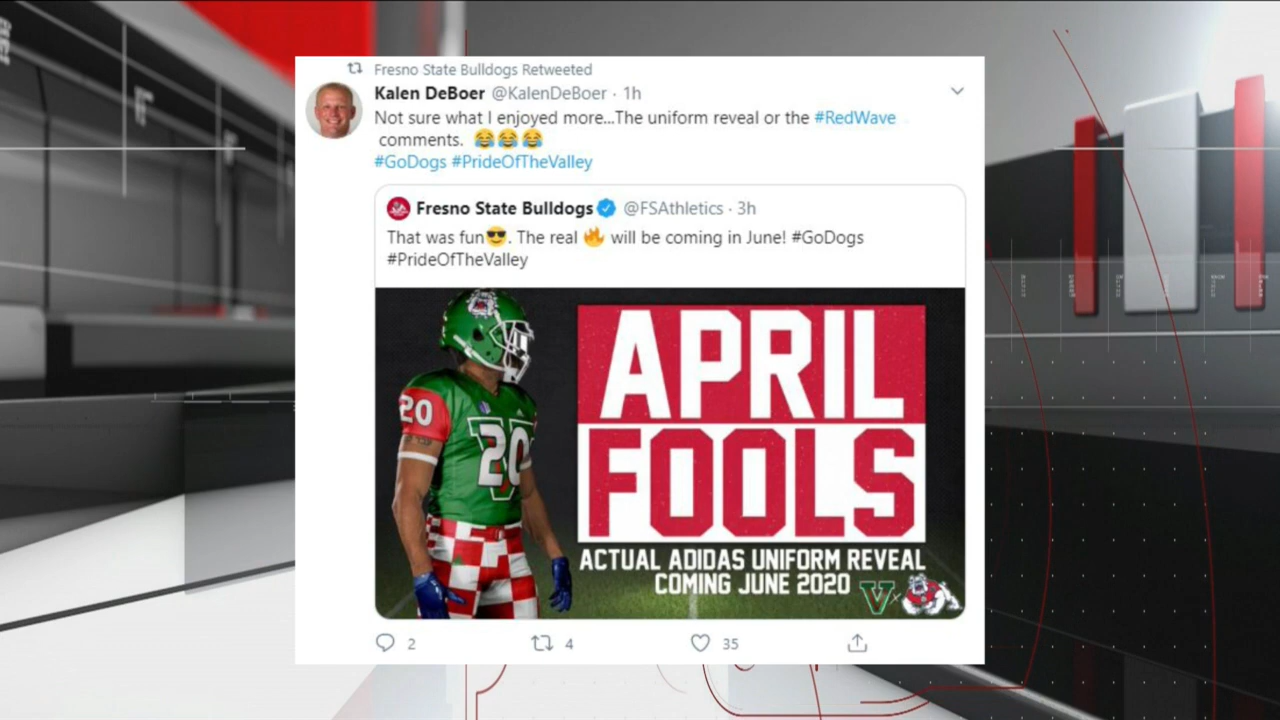 Fresno State Bulldogs Retweeted
Kalen DeBoer @KalenDeBoer · 1h
Not sure what I enjoyed more...The uniform reveal or the #RedWave
comments. 😂😂😂
#GoDogs #PrideOfTheValley
Fresno State Bulldogs @FSAthletics · 3h
That was fun😎. The real 🔥 will be coming in June! #GoDogs
#PrideOfTheValley
APRIL
FOOLS
ACTUAL ADIDAS UNIFORM REVEAL
COMING JUNE 2020
V x
20
20
2 4 35